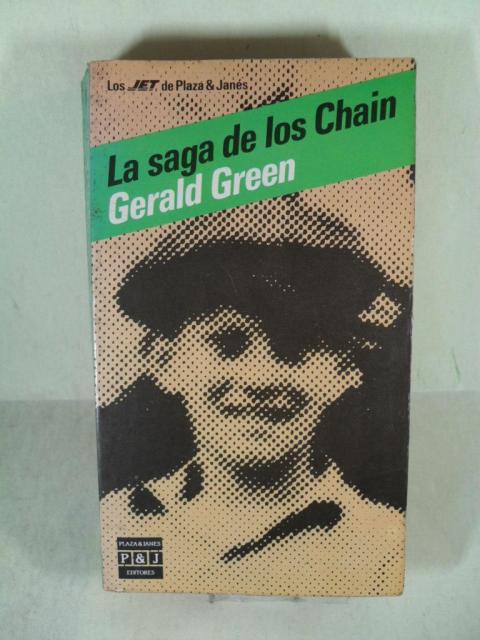 Los JET de Plaza & Janés
La saga de los Chain
Gerald Green
PLAZA & JANES
P & J
EDITORES